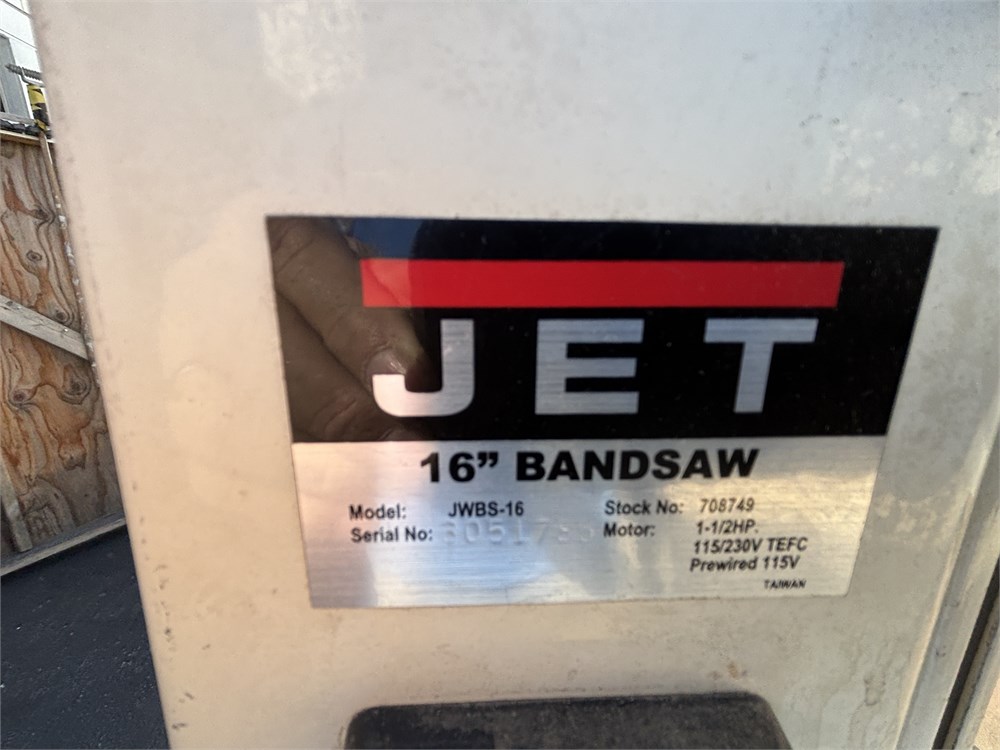 JET
16” BANDSAW
Model: JWBS-16 Stock No: 708749
Serial No: Motor: 1-1/2HP.
115/230V TEFC
Prewired 115V
TAIWAN